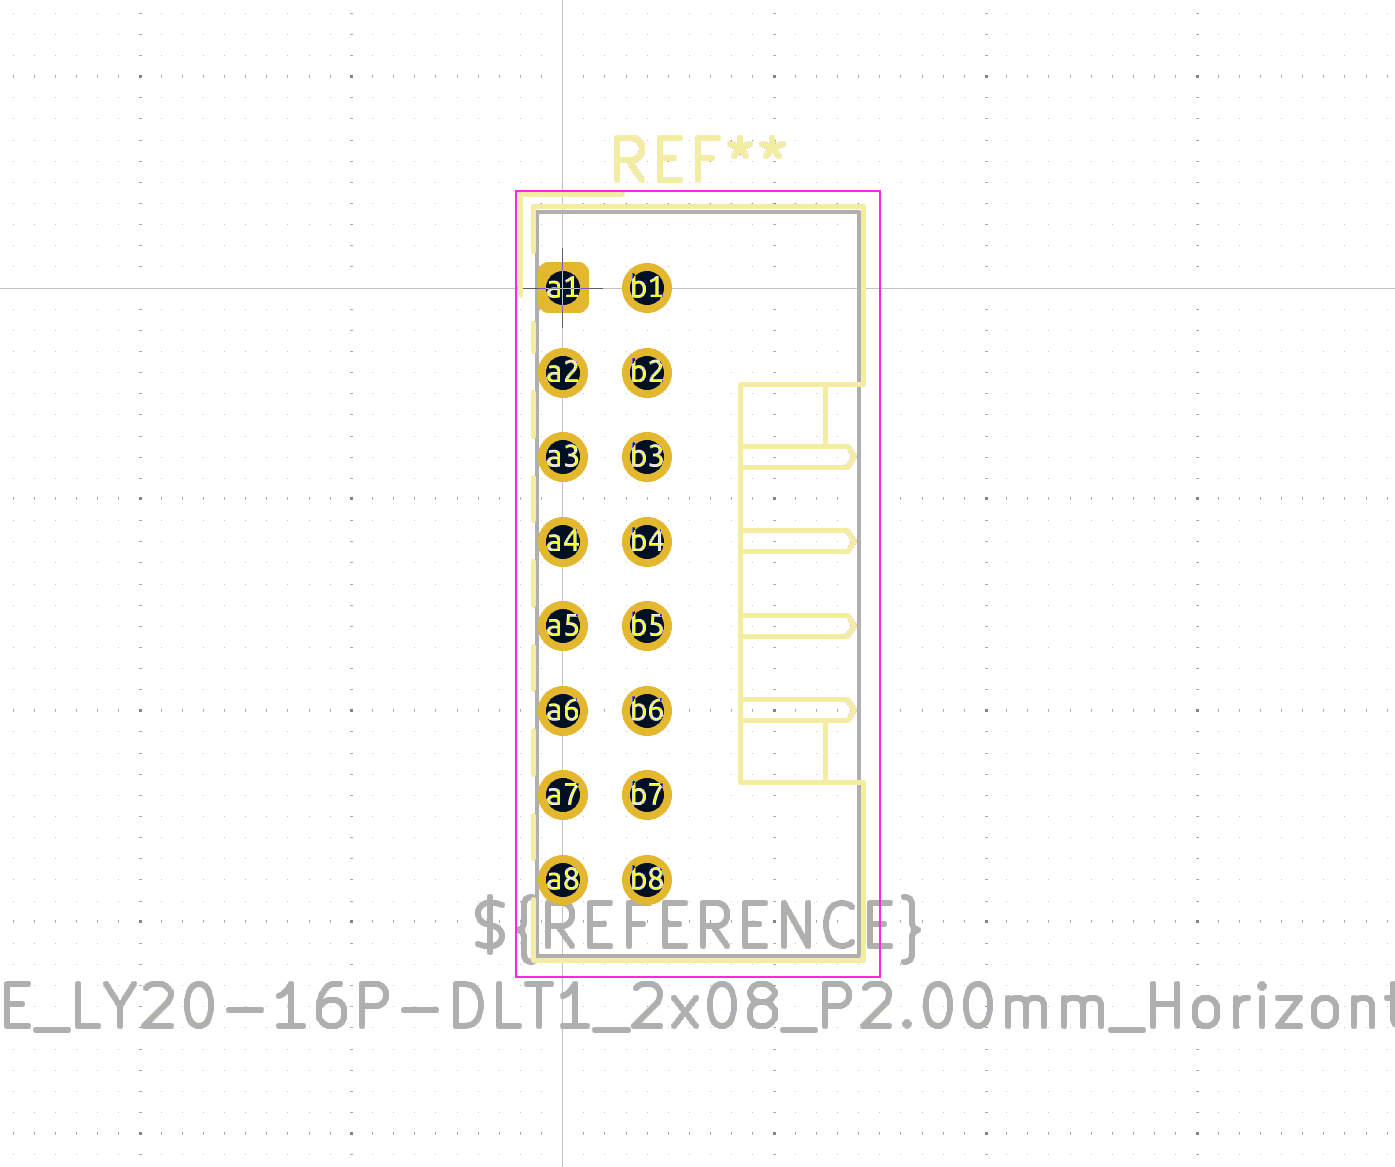 REF**
a1 b1
a2 b2
a3 b3
a4 b4
a5 b5
a6 b6
a7 b7
a8 b8
${REFERENCE}
E_LY20-16P-DLT1_2x08_P2.00mm_Horizont